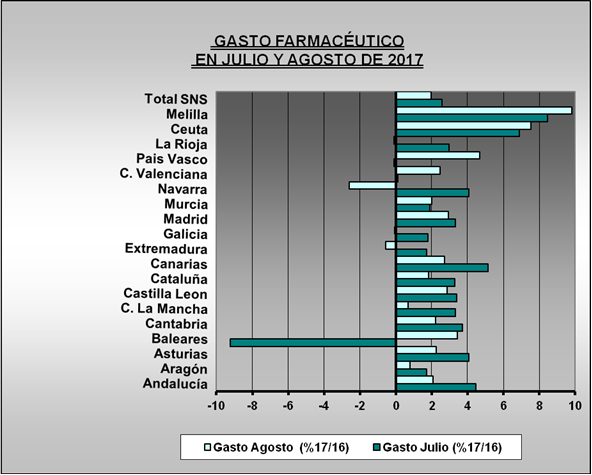 GASTO FARMACÉUTICO
EN JULIO Y AGOSTO DE 2017
Total SNS
Melilla
Ceuta
La Rioja
Pais Vasco
C. Valenciana
Navarra
Murcia
Madrid
Galicia
Extremadura
Canarias
Cataluña
Castilla Leon
C. La Mancha
Cantabria
Baleares
Asturias
Aragón
Andalucía
-10 -8 -6 -4 -2 0 2 4 6 8 10
Gasto Agosto (%17/16) Gasto Julio (%17/16)